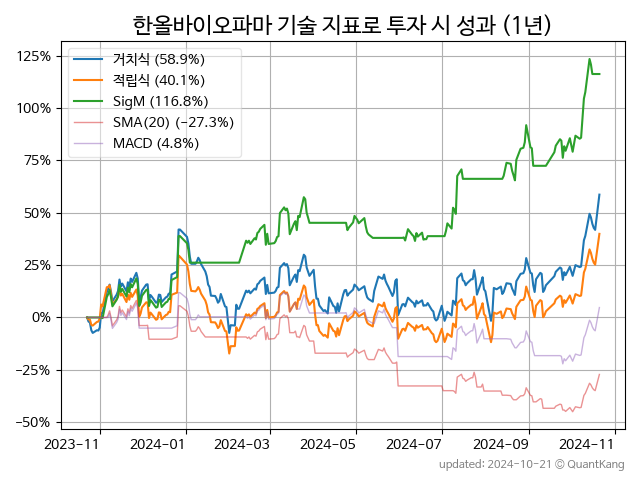 한올바이오파마 기술 지표로 투자 시 성과 (1년)
거치식 (58.9%)
적립식 (40.1%)
SigM (116.8%)
SMA(20) (-27.3%)
MACD (4.8%)
125%
100%
75%
50%
25%
0%
-25%
-50%
2023-11
2024-01
2024-03
2024-05
2024-07
2024-09
2024-11
updated: 2024-10-21 © QuantKang